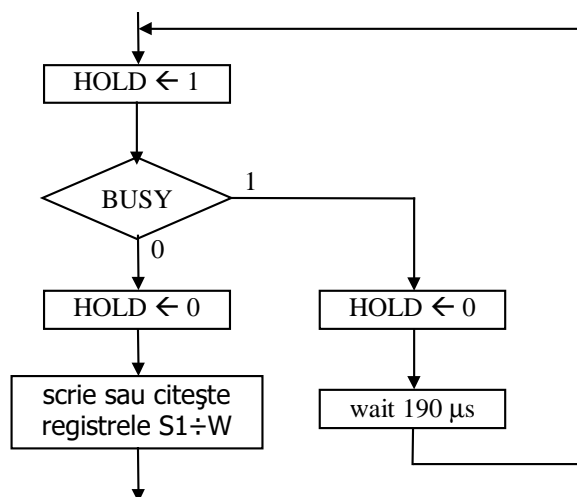 HOLD ← 1
BUSY
1
0
HOLD ← 0
HOLD ← 0
scrie sau citeşte
registrele S1÷W
wait 190 μs